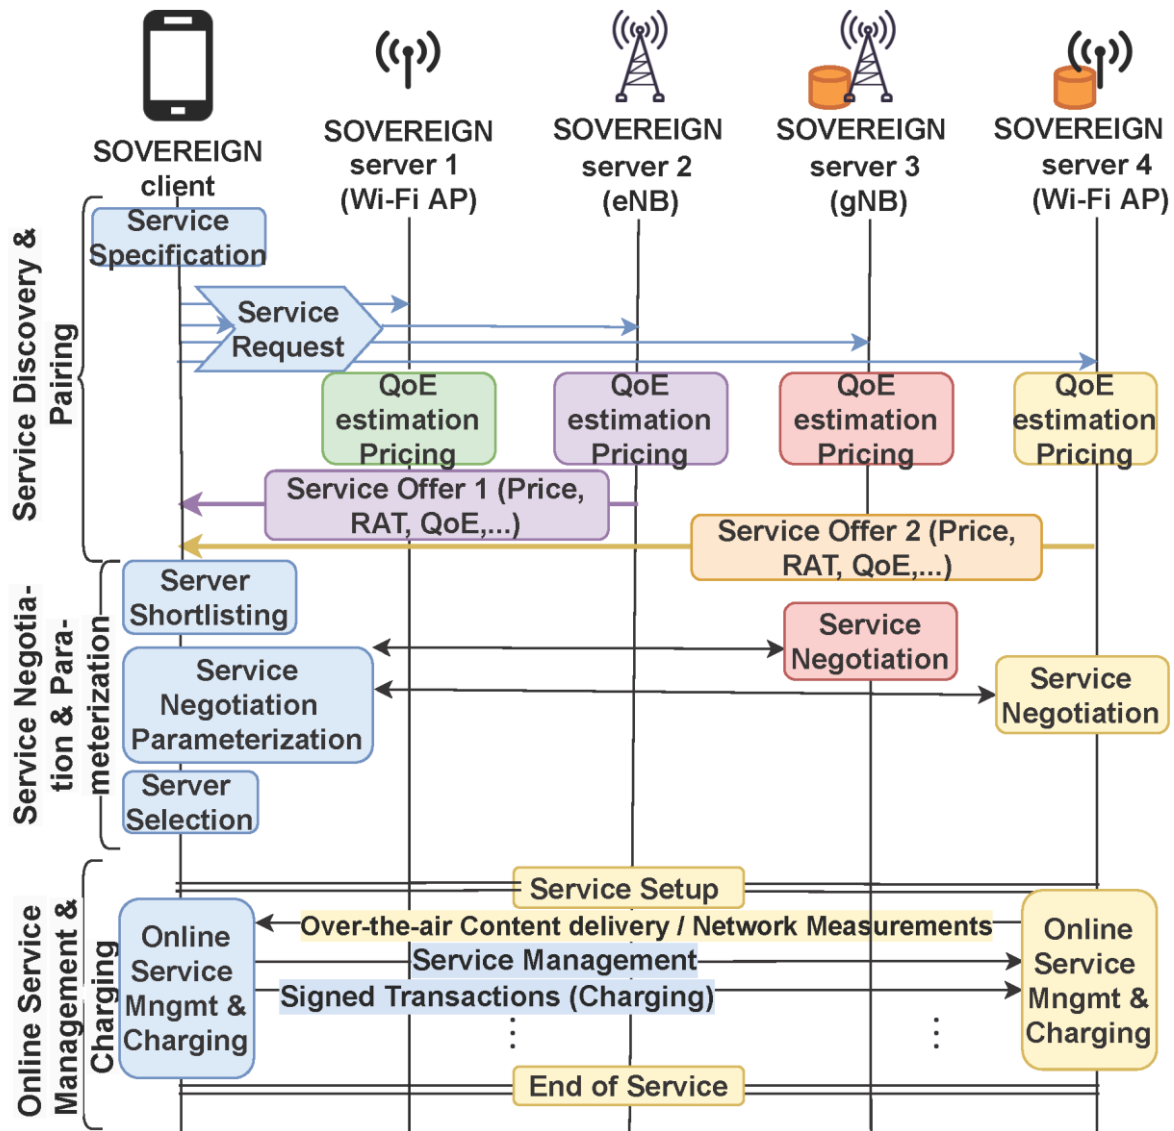 SOVEREIGN
client
SOVEREIGN
server 1
(Wi-Fi AP)
SOVEREIGN
server 2
(eNB)
SOVEREIGN
server 3
(gNB)
SOVEREIGN
server 4
(Wi-Fi AP)
Service Discovery &
Pairing
Service
Specification
Service
Request
QoE
estimation
Pricing
QoE
estimation
Pricing
QoE
estimation
Pricing
QoE
estimation
Pricing
Service Offer 1 (Price,
RAT, QoE,...)
Service Offer 2 (Price,
RAT, QoE,...)
Service Negotia-
tion & Para-
meterization
Server
Shortlisting
Service
Negotiation
Service
Negotiation
Parameterization
Service
Negotiation
Server
Selection
Online Service
Management &
Charging
Service Setup
Online
Service
Mngmt &
Charging
Over-the-air Content delivery / Network Measurements
Service Management
Signed Transactions (Charging)
Online
Service
Mngmt &
Charging
End of Service